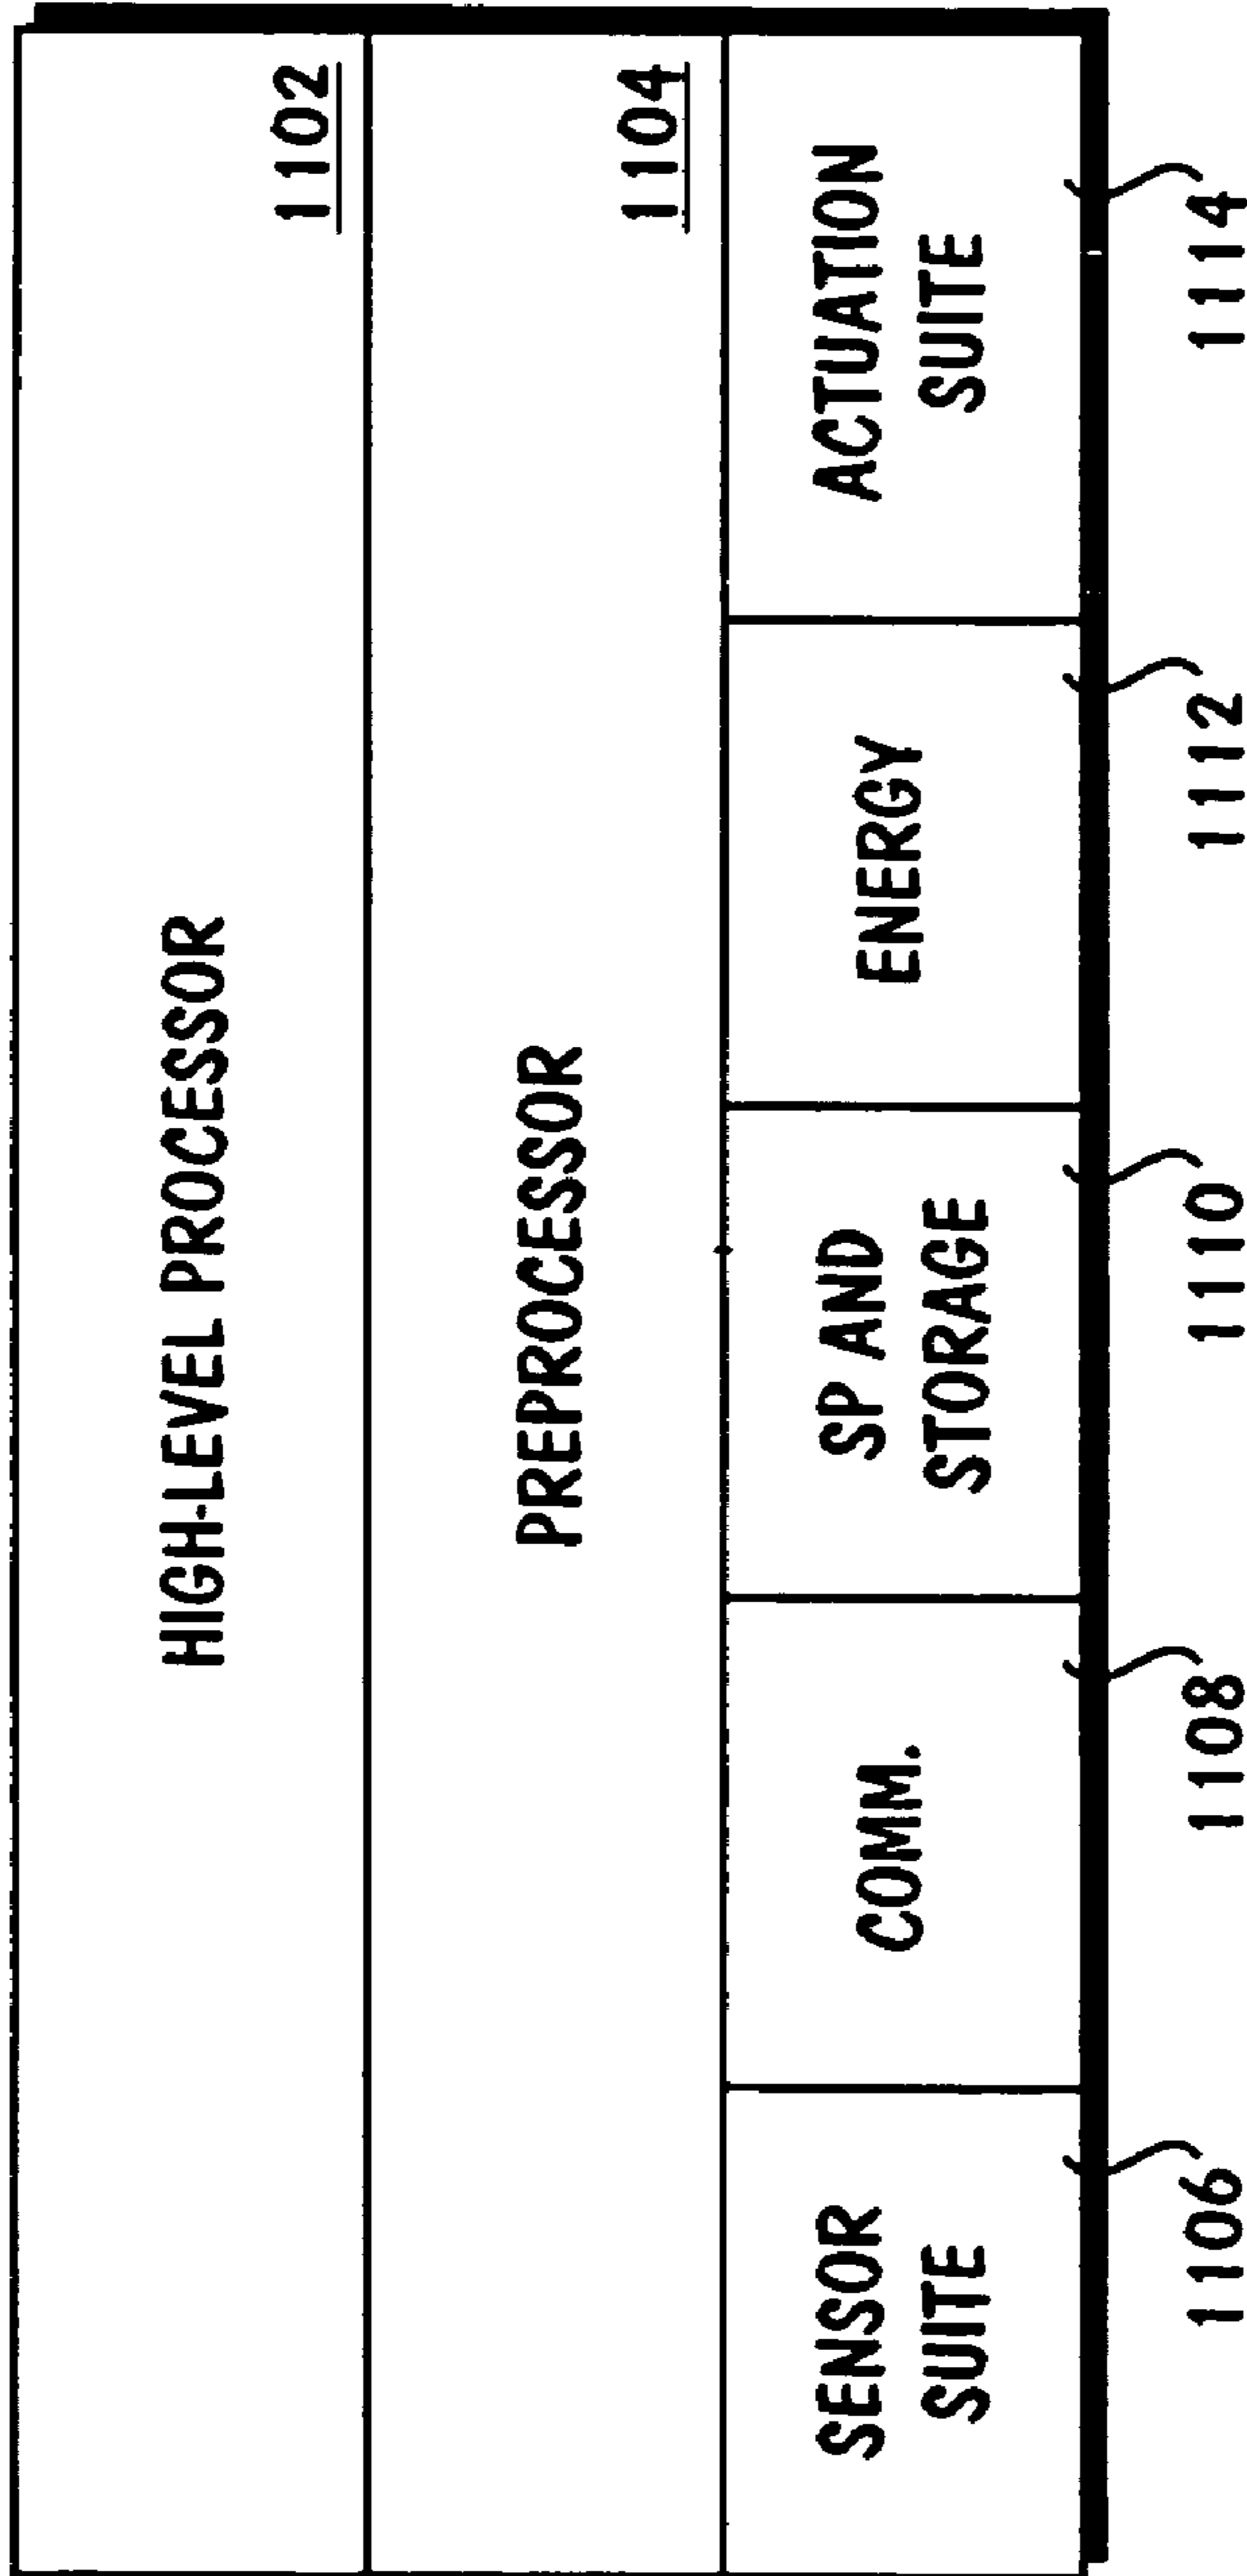 HIGH-LEVEL PROCESSOR
1102
PREPROCESSOR
1104
SENSOR
SUITE
COMM.
SP AND
STORAGE
ENERGY
ACTUATION
SUITE
1106
1108
1110
1112
1114